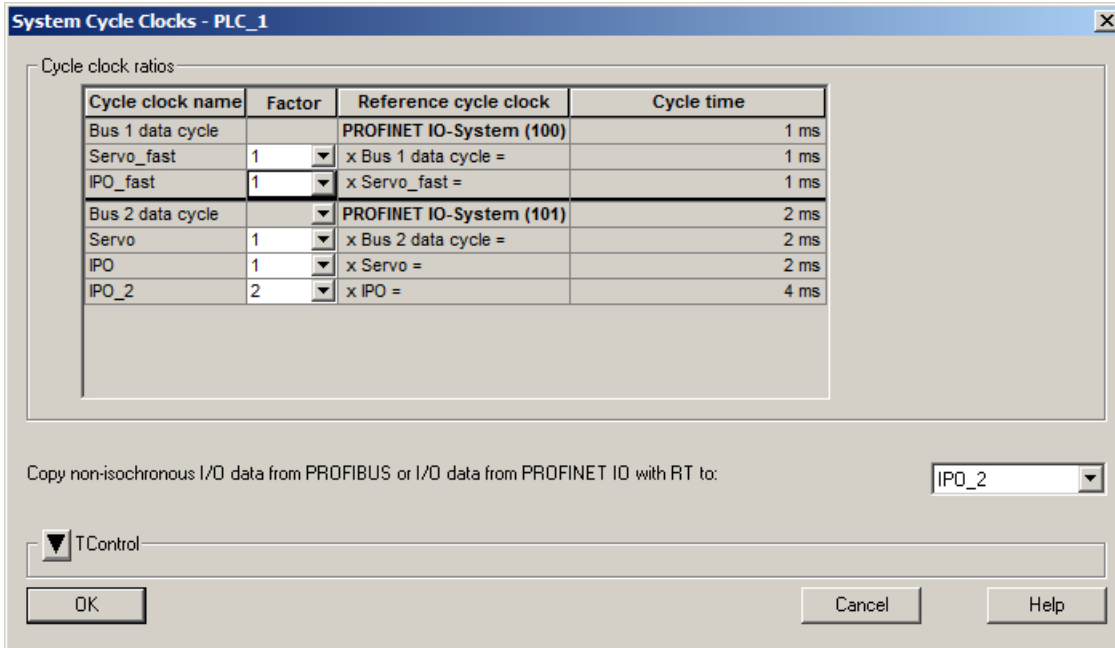 System Cycle Clocks - PLC_1
Cycle clock ratios
Cycle clock name Factor Reference cycle clock Cycle time
Bus 1 data cycle PROFINET IO-System (100) 1 ms
Servo_fast 1 x Bus 1 data cycle = 1 ms
IPO_fast 1 x Servo_fast = 1 ms
Bus 2 data cycle PROFINET IO-System (101) 2 ms
Servo 1 x Bus 2 data cycle = 2 ms
IPO 1 x Servo = 2 ms
IPO_2 2 x IPO = 4 ms
Copy non-isochronous I/O data from PROFIBUS or I/O data from PROFINET IO with RT to: IPO_2
TControl
OK Cancel Help